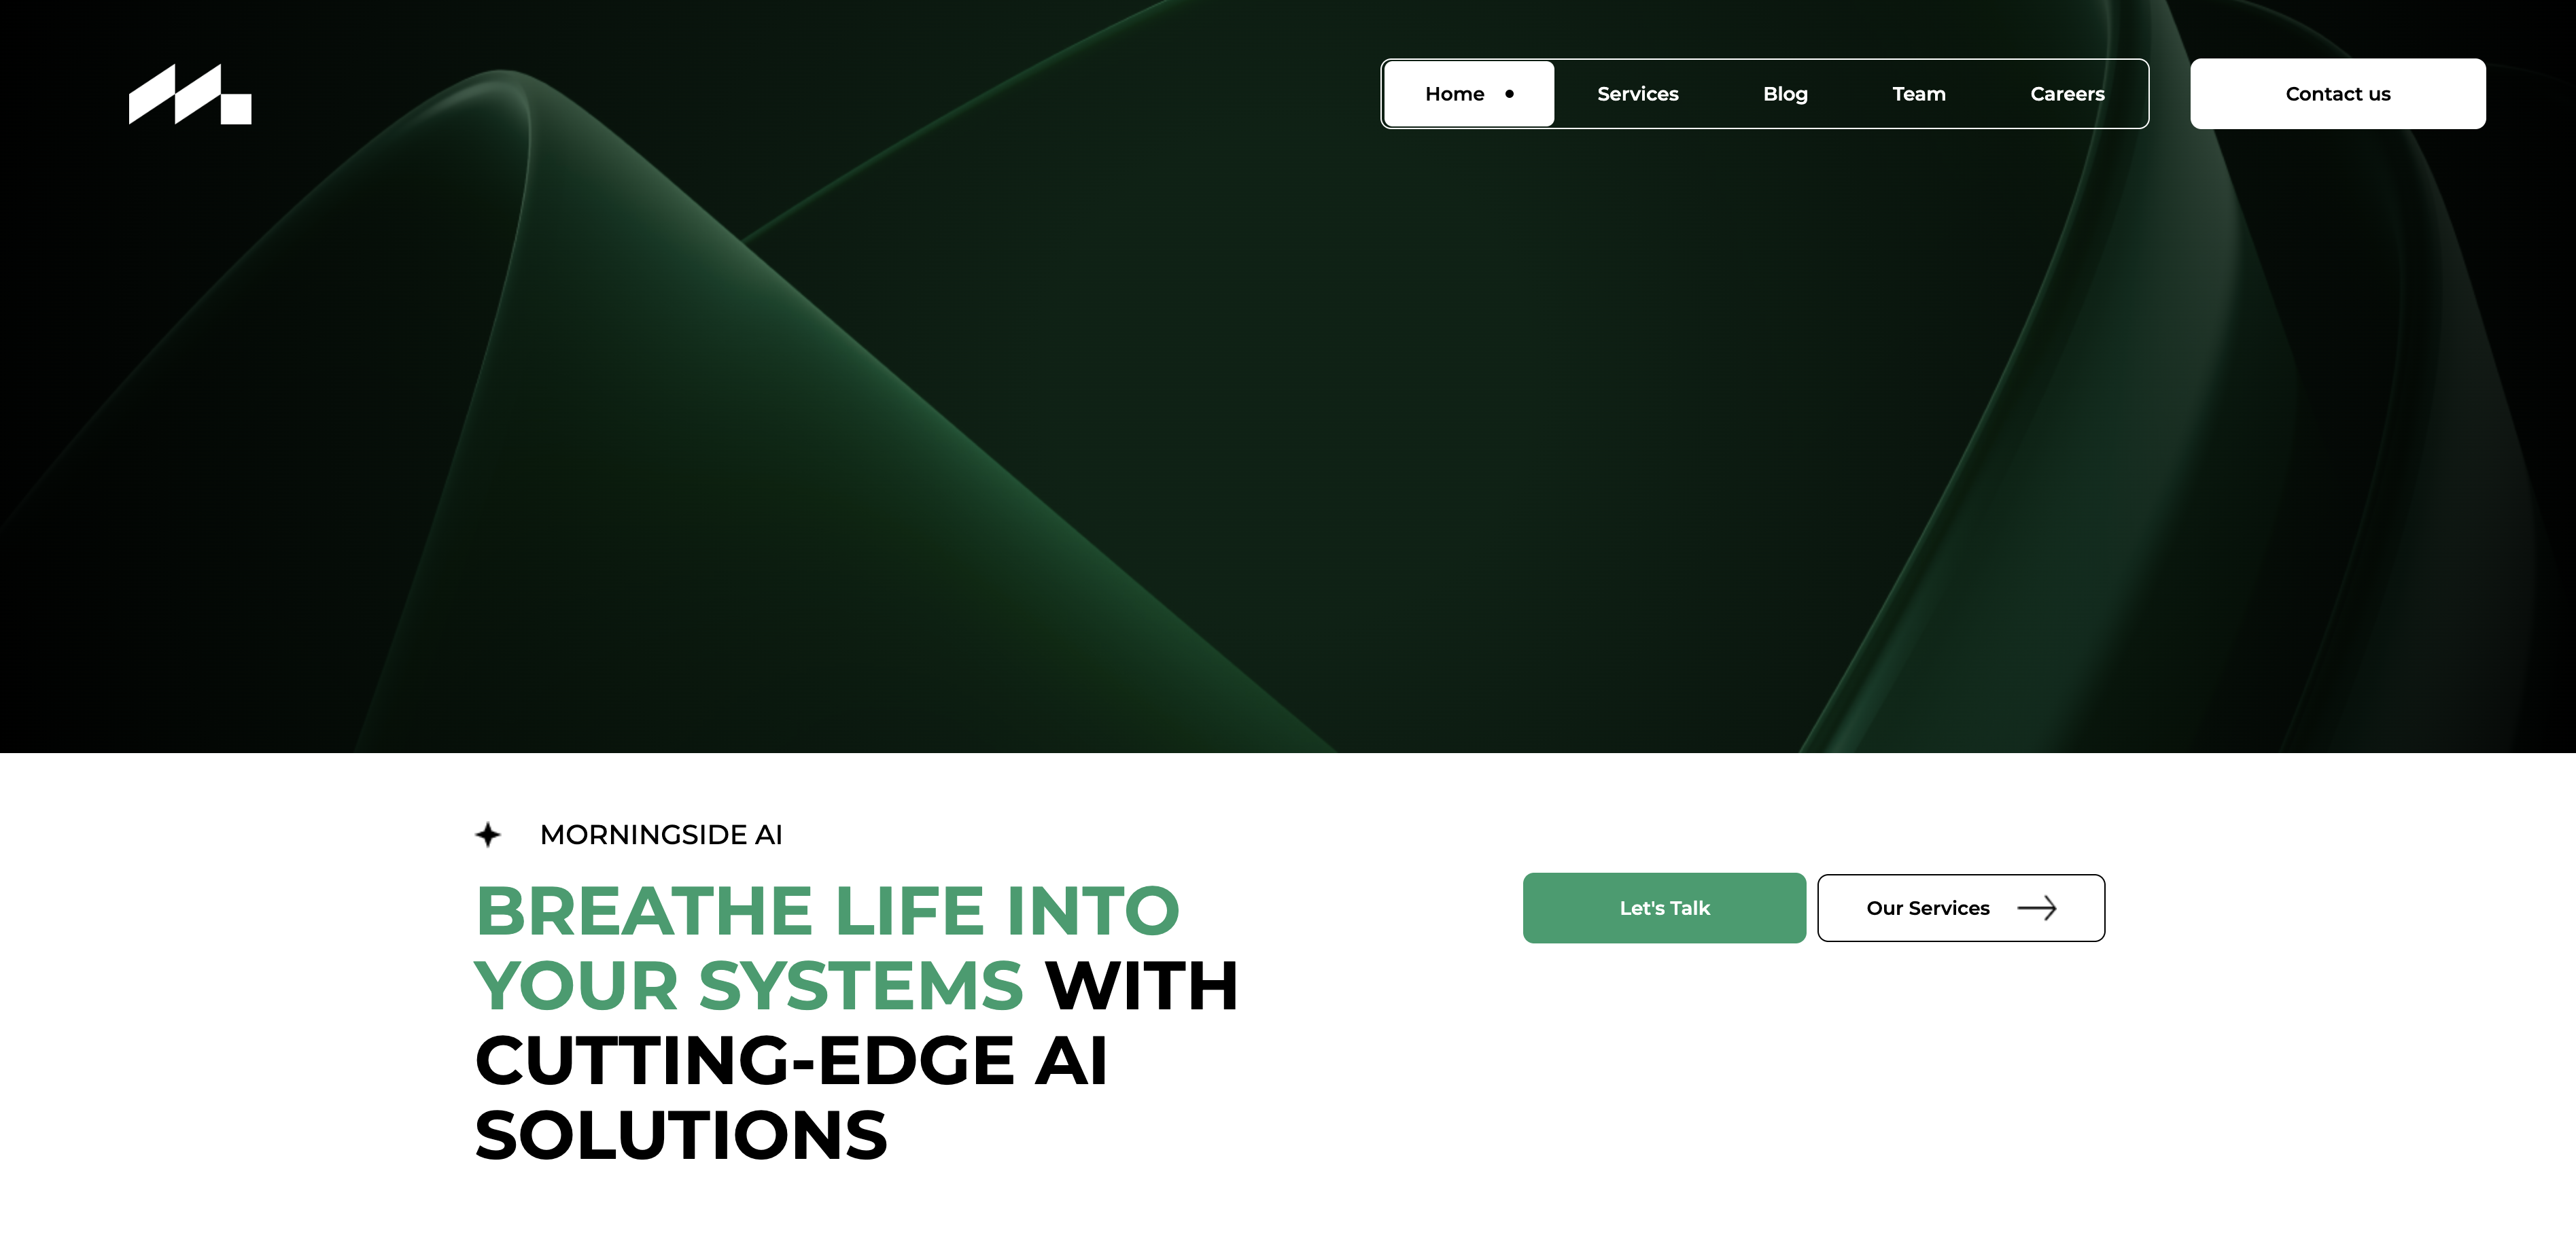 Home
Services
Blog
Team
Careers
Contact us
MORNINGSIDE AI
BREATHE LIFE INTO
YOUR SYSTEMS WITH
CUTTING-EDGE AI
SOLUTIONS
Let's Talk
Our Services